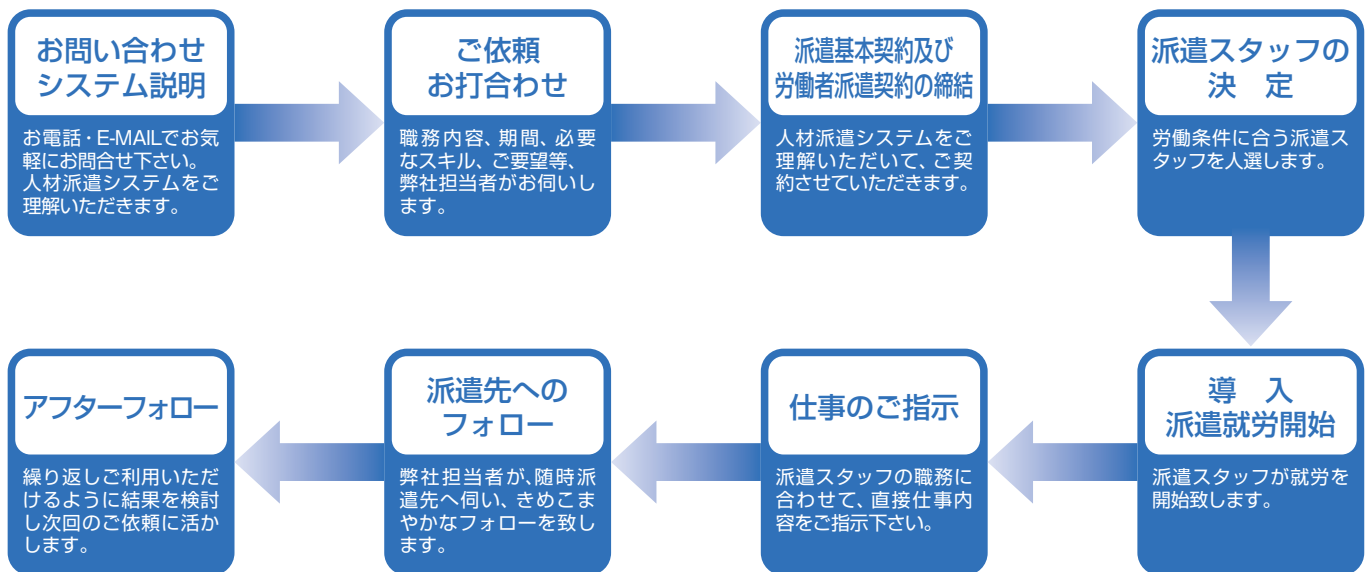 お問い合わせ
システム説明
お電話・E-MAILでお気
軽にお問合せ下さい。
人材派遣システムをご
理解いただきます。
ご依頼
お打合わせ
職務内容、期間、必要
なスキル、ご要望等、
弊社担当者がお伺いし
ます。
派遣基本契約及び
労働者派遣契約の締結
人材派遣システムをご
理解いただいて、ご契
約させていただきます。
派遣スタッフの
決　定
労働条件に合う派遣ス
タッフを人選します。
導　入
派遣就労開始
派遣スタッフが就労を
開始致します。
仕事のご指示
派遣スタッフの職務に
合わせて、直接仕事内
容をご指示下さい。
派遣先への
フォロー
弊社担当者が、随時派
遣先へ伺い、きめこま
やかなフォローを致し
ます。
アフターフォロー
繰り返しご利用いただ
けるように結果を検討
し次回のご依頼に活か
します。